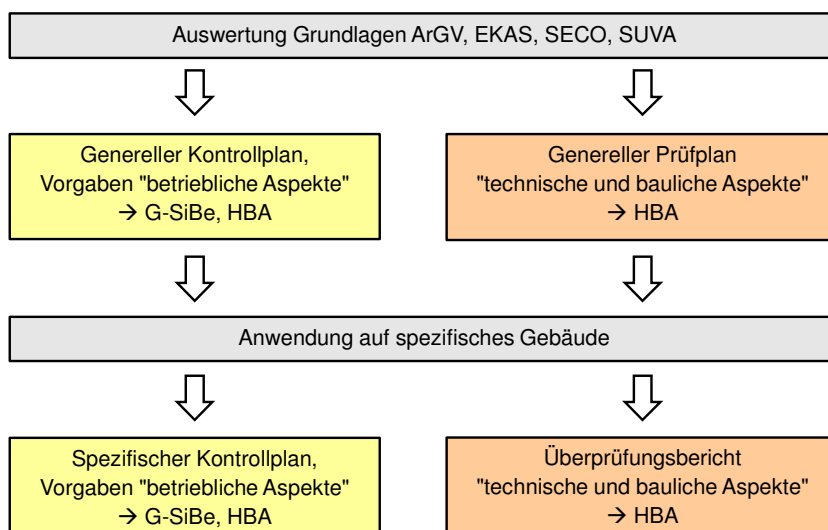 Auswertung Grundlagen ArGV, EKAS, SECO, SUVA
Genereller Kontrollplan,
Vorgaben "betriebliche Aspekte"
→ G-SiBe, HBA
Genereller Prüfplan
"technische und bauliche Aspekte"
→ HBA
Anwendung auf spezifisches Gebäude
Spezifischer Kontrollplan,
Vorgaben "betriebliche Aspekte"
→ G-SiBe, HBA
Überprüfungsbericht
"technische und bauliche Aspekte"
→ HBA